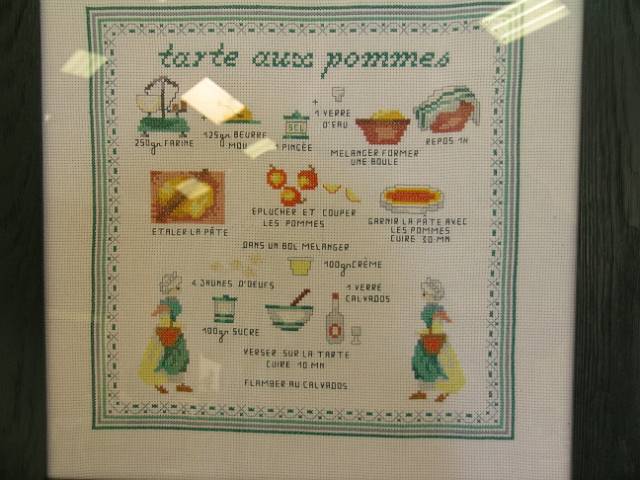 tarte aux pommes
250gr FARINE
+
125gr BEURRE
MOU
SEL
1 PINCÉE
+
1 VERRE
D'EAU
MELANGER FORMER
UNE BOULE
REPOS 1H
ETALER LA PÂTE
EPLUCHER ET COUPER
LES POMMES
GARNIR LA PÂTE AVEC
LES POMMES
CUIRE 30 MN
DANS UN BOL MELANGER
4 JAUNES D'OEUFS
100gr CRÈME
100gr SUCRE
1 VERRE
CALVADOS
VERSER SUR LA TARTE
CUIRE 10 MN
FLAMBER AU CALVADOS